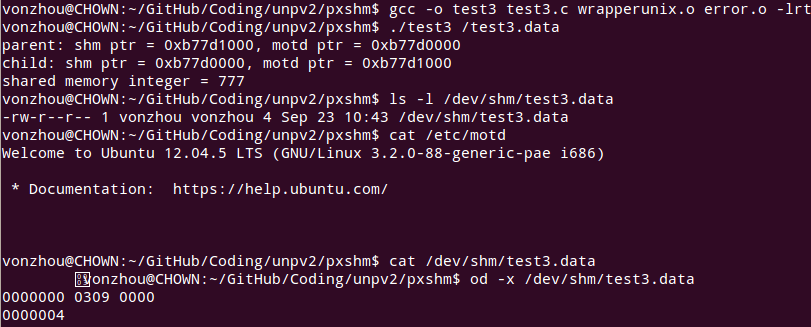 vonzhou@CHOWN:~/GitHub/Coding/unpv2/pxshm$ gcc -o test3 test3.c wrapperunix.o error.o -lrt
vonzhou@CHOWN:~/GitHub/Coding/unpv2/pxshm$ ./test3 /test3.data
parent: shm ptr = 0xb77d1000, motd ptr = 0xb77d0000
child: shm ptr = 0xb77d0000, motd ptr = 0xb77d1000
shared memory integer = 777
vonzhou@CHOWN:~/GitHub/Coding/unpv2/pxshm$ ls -l /dev/shm/test3.data
-rw-r--r-- 1 vonzhou vonzhou 4 Sep 23 10:43 /dev/shm/test3.data
vonzhou@CHOWN:~/GitHub/Coding/unpv2/pxshm$ cat /etc/motd
Welcome to Ubuntu 12.04.5 LTS (GNU/Linux 3.2.0-88-generic-pae i686)
* Documentation:  https://help.ubuntu.com/
vonzhou@CHOWN:~/GitHub/Coding/unpv2/pxshm$ cat /dev/shm/test3.data
vonzhou@CHOWN:~/GitHub/Coding/unpv2/pxshm$ od -x /dev/shm/test3.data
0000000 0309 0000
0000004